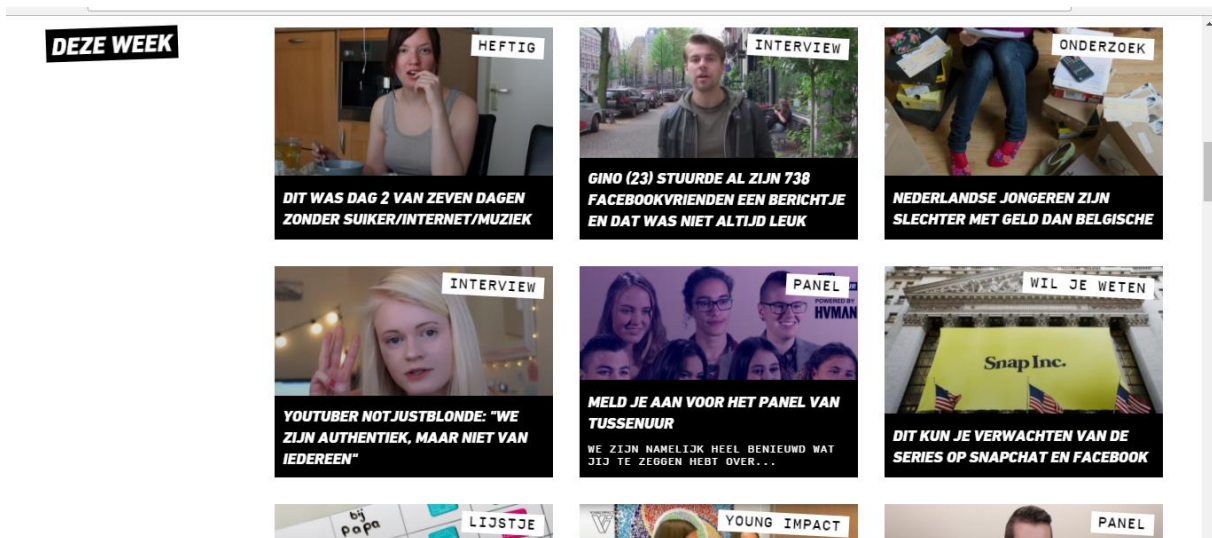 DEZE WEEK
HEFTIG
DIT WAS DAG 2 VAN ZEVEN DAGEN
ZONDER SUIKER/INTERNET/MUZIEK
INTERVIEW
GINO (23) STUURDE AL ZIJN 738
FACEBOOKVRIENDEN EEN BERICHTJE
EN DAT WAS NIET ALTIJD LEUK
ONDERZOEK
NEDERLANDSE JONGEREN ZIJN
SLECHTER MET GELD DAN BELGISCHE
INTERVIEW
YOUTUBER NOTJUSTBLONDE: "WE
ZIJN AUTHENTIEK, MAAR NIET VAN
IEDEREEN"
PANEL
POWERED BY
HVMAN
MELD JE AAN VOOR HET PANEL VAN
TUSSENUUR
WE ZIJN NAMELIJK HEEL BENIEUWD WAT
JIJ TE ZEGGEN HEBT OVER...
WIL JE WETEN
Snap Inc.
DIT KUN JE VERWACHTEN VAN DE
SERIES OP SNAPCHAT EN FACEBOOK
bij
papa
LIJSTJE
YOUNG IMPACT
PANEL